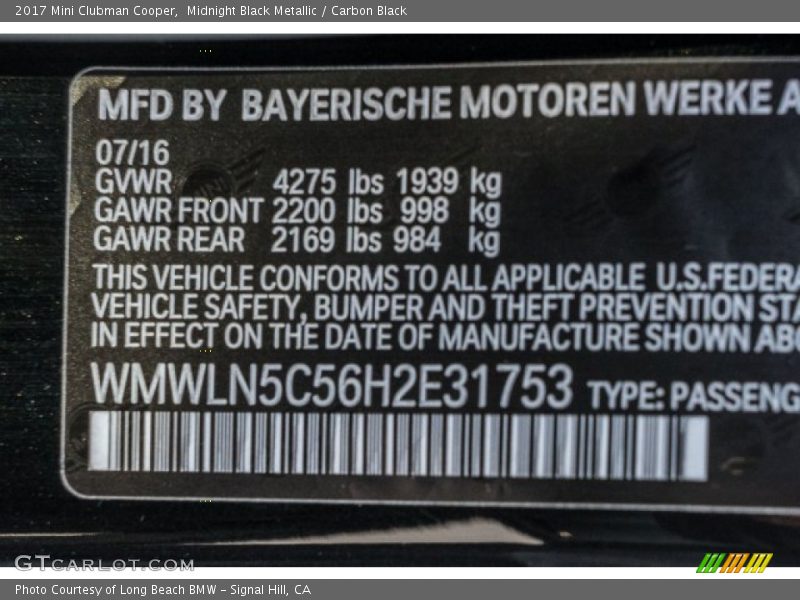 2017 Mini Clubman Cooper,  Midnight Black Metallic / Carbon Black
MFD BY BAYERISCHE MOTOREN WERKE A
07/16
GVWR 4275 lbs 1939 kg
GAWR FRONT 2200 lbs 998 kg
GAWR REAR 2169 lbs 984 kg
THIS VEHICLE CONFORMS TO ALL APPLICABLE U.S.FEDERA
VEHICLE SAFETY, BUMPER AND THEFT PREVENTION STA
IN EFFECT ON THE DATE OF MANUFACTURE SHOWN ABO
WMWLN5C56H2E31753 TYPE: PASSENG
GTCARLOT.COM
Photo Courtesy of Long Beach BMW - Signal Hill, CA